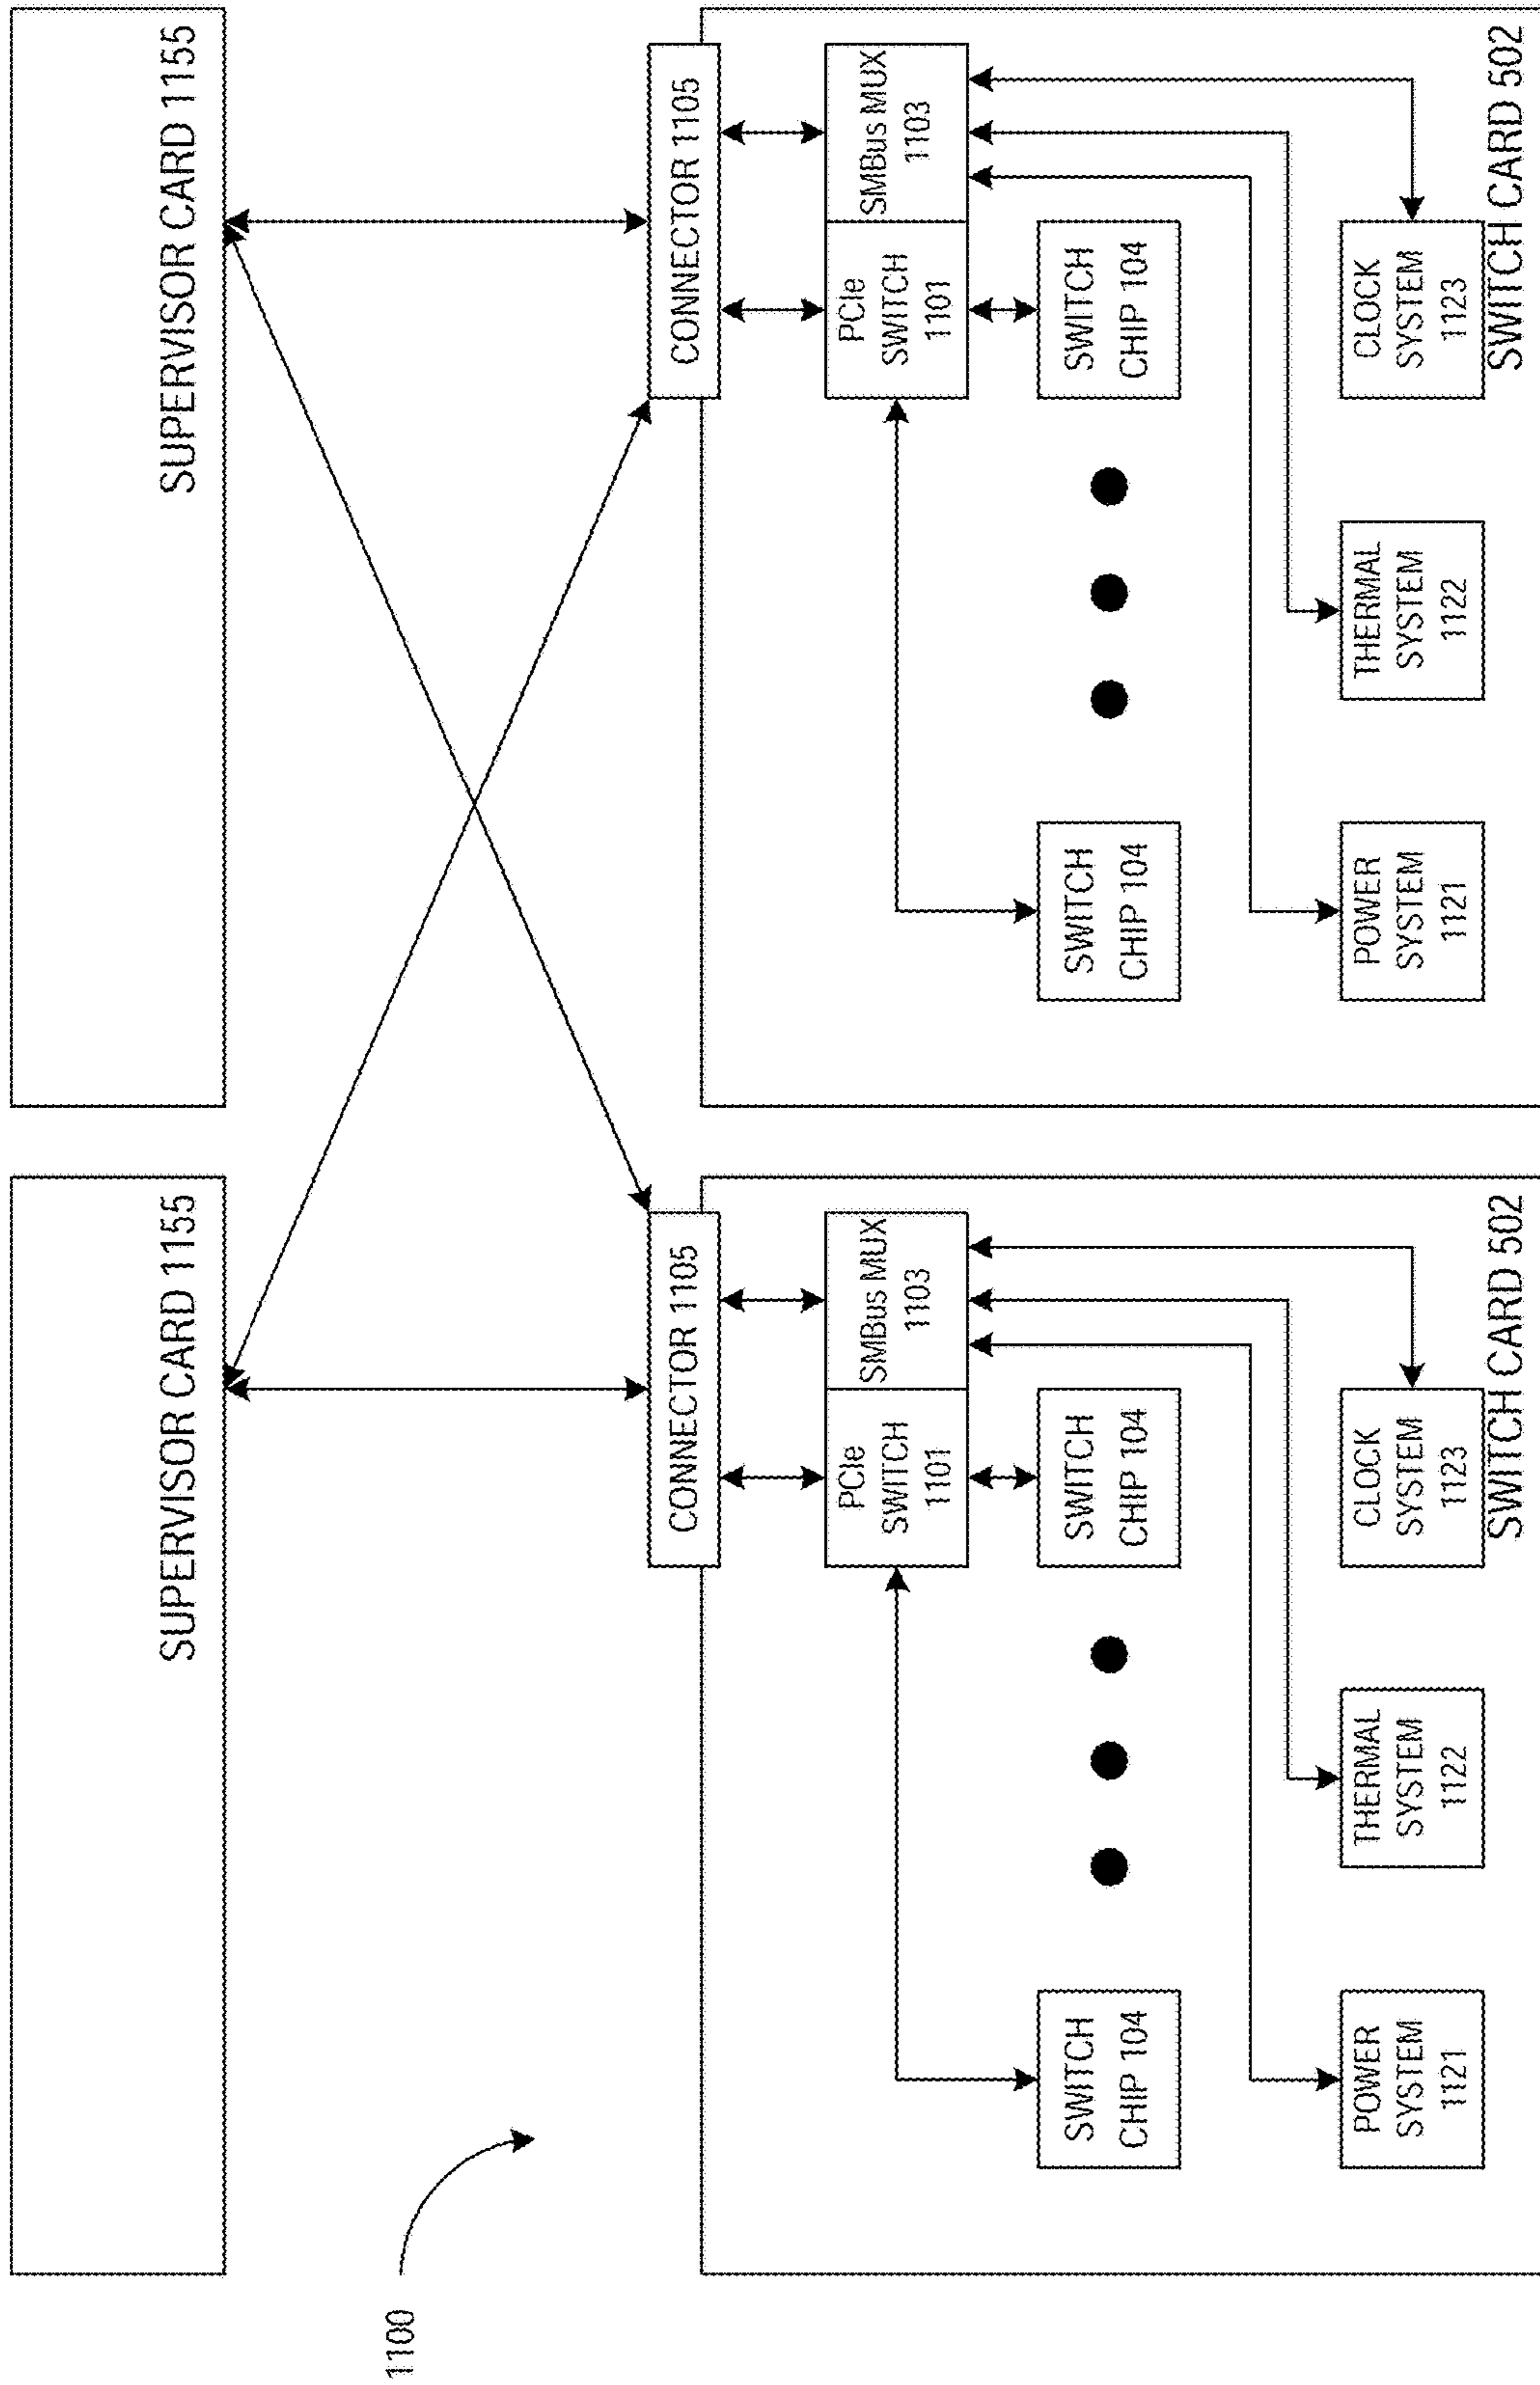 1100
SUPERVISOR CARD 1155
SUPERVISOR CARD 1155
CONNECTOR 1105
PCIe
SWITCH
1101
SMBus MUX
1103
SWITCH
CHIP 104
SWITCH
CHIP 104
POWER
SYSTEM
1121
THERMAL
SYSTEM
1122
CLOCK
SYSTEM
1123
SWITCH CARD 502
CONNECTOR 1105
PCIe
SWITCH
1101
SMBus MUX
1103
SWITCH
CHIP 104
SWITCH
CHIP 104
POWER
SYSTEM
1121
THERMAL
SYSTEM
1122
CLOCK
SYSTEM
1123
SWITCH CARD 502